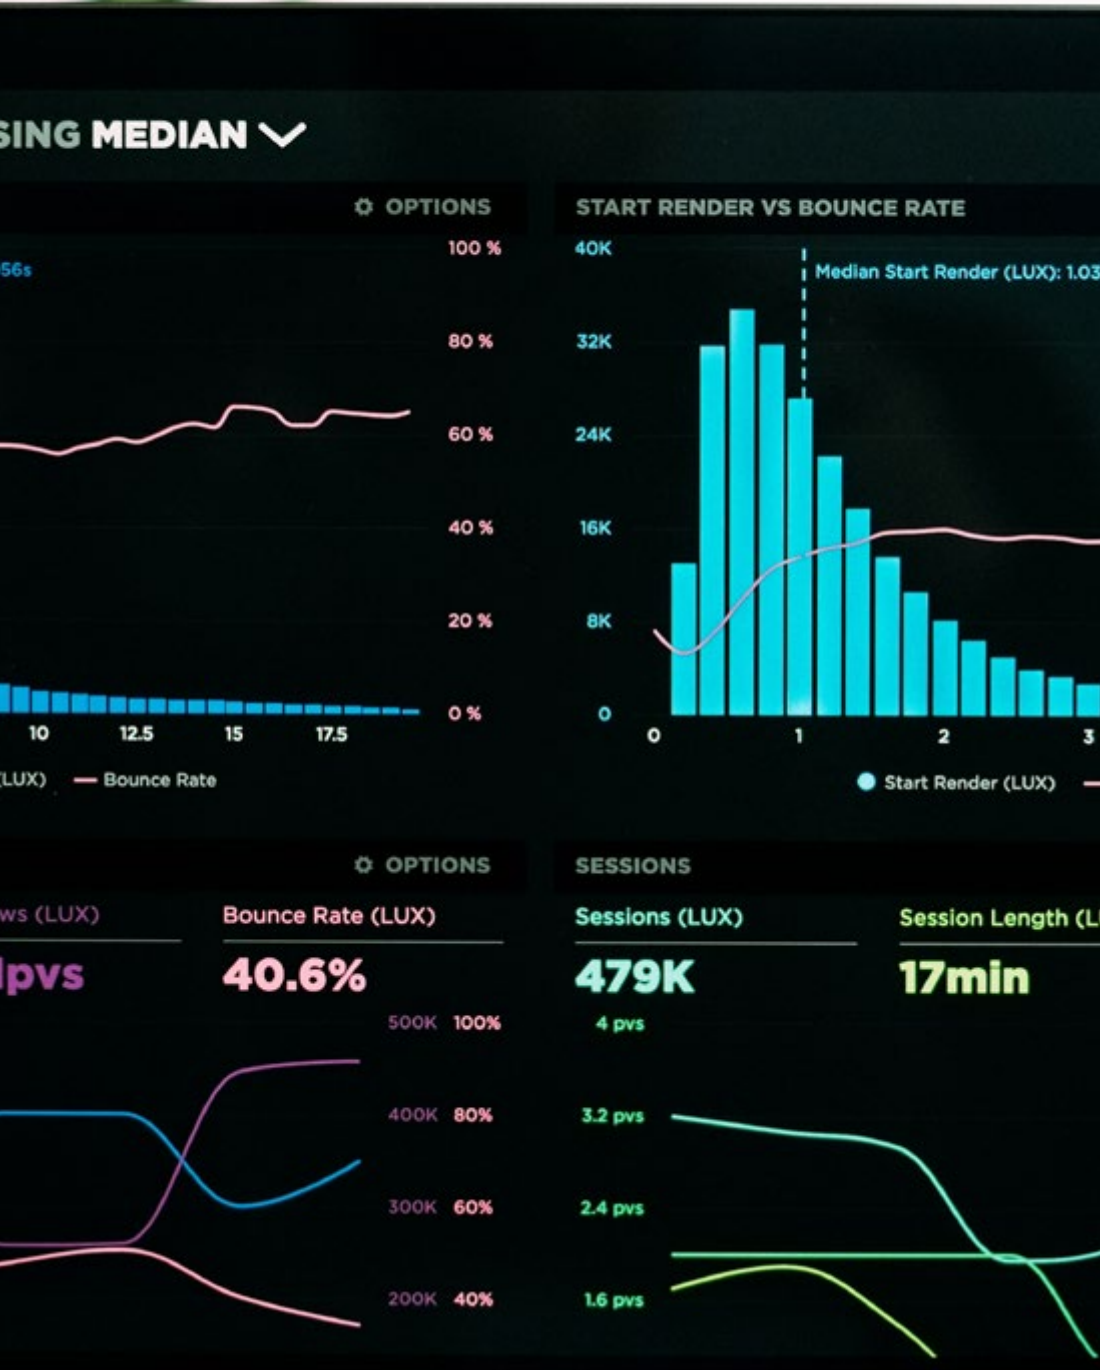 SING MEDIAN
OPTIONS
56s
100 %
80 %
60 %
40 %
20 %
0 %
10 12.5 15 17.5
(LUX) Bounce Rate
START RENDER VS BOUNCE RATE
40K
Median Start Render (LUX): 1.03
32K
24K
16K
8K
0
0 1 2 3
Start Render (LUX)
OPTIONS
ws (LUX) Bounce Rate (LUX)
pvs 40.6%
500K 100%
400K 80%
300K 60%
200K 40%
SESSIONS
Sessions (LUX) Session Length (L
479K 17min
4 pvs
3.2 pvs
2.4 pvs
1.6 pvs